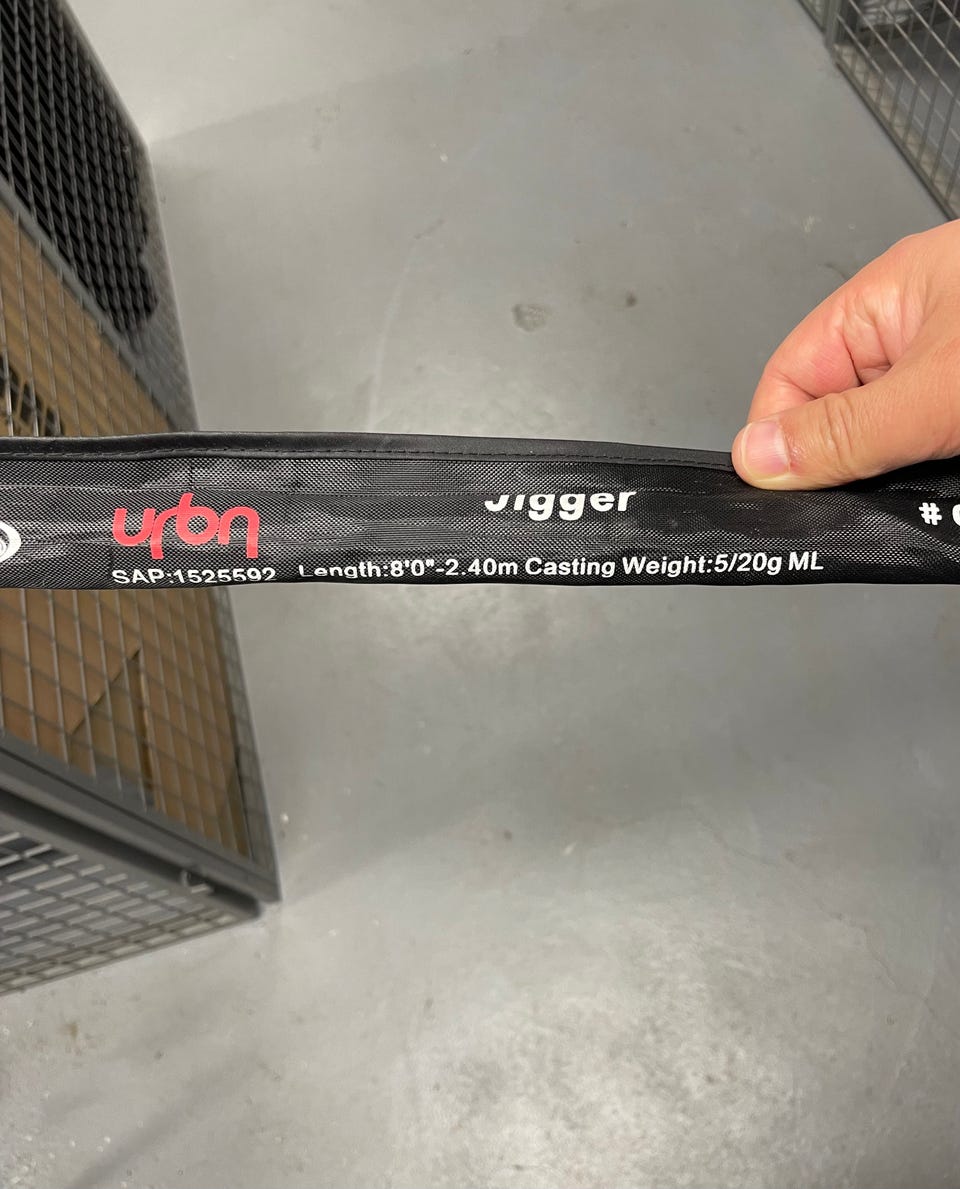 urbn
Jigger
#
SAP:1525592 Length:8'0"-2.40m Casting Weight:5/20g ML